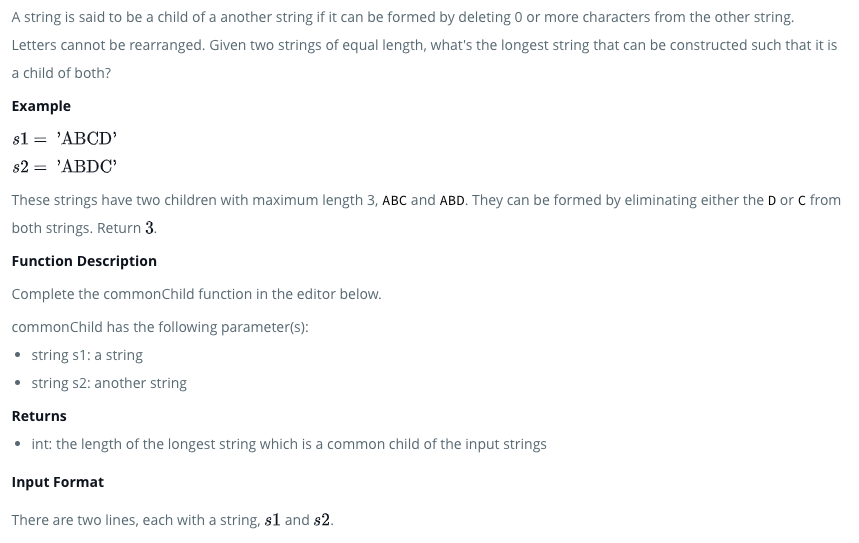 A string is said to be a child of a another string if it can be formed by deleting 0 or more characters from the other string.
Letters cannot be rearranged. Given two strings of equal length, what's the longest string that can be constructed such that it is
a child of both?
Example
s1 = 'ABCD'
s2 = 'ABDC'
These strings have two children with maximum length 3, ABC and ABD. They can be formed by eliminating either the D or C from
both strings. Return 3.
Function Description
Complete the commonChild function in the editor below.
commonChild has the following parameter(s):
• string s1: a string
• string s2: another string
Returns
• int: the length of the longest string which is a common child of the input strings
Input Format
There are two lines, each with a string, s1 and s2.